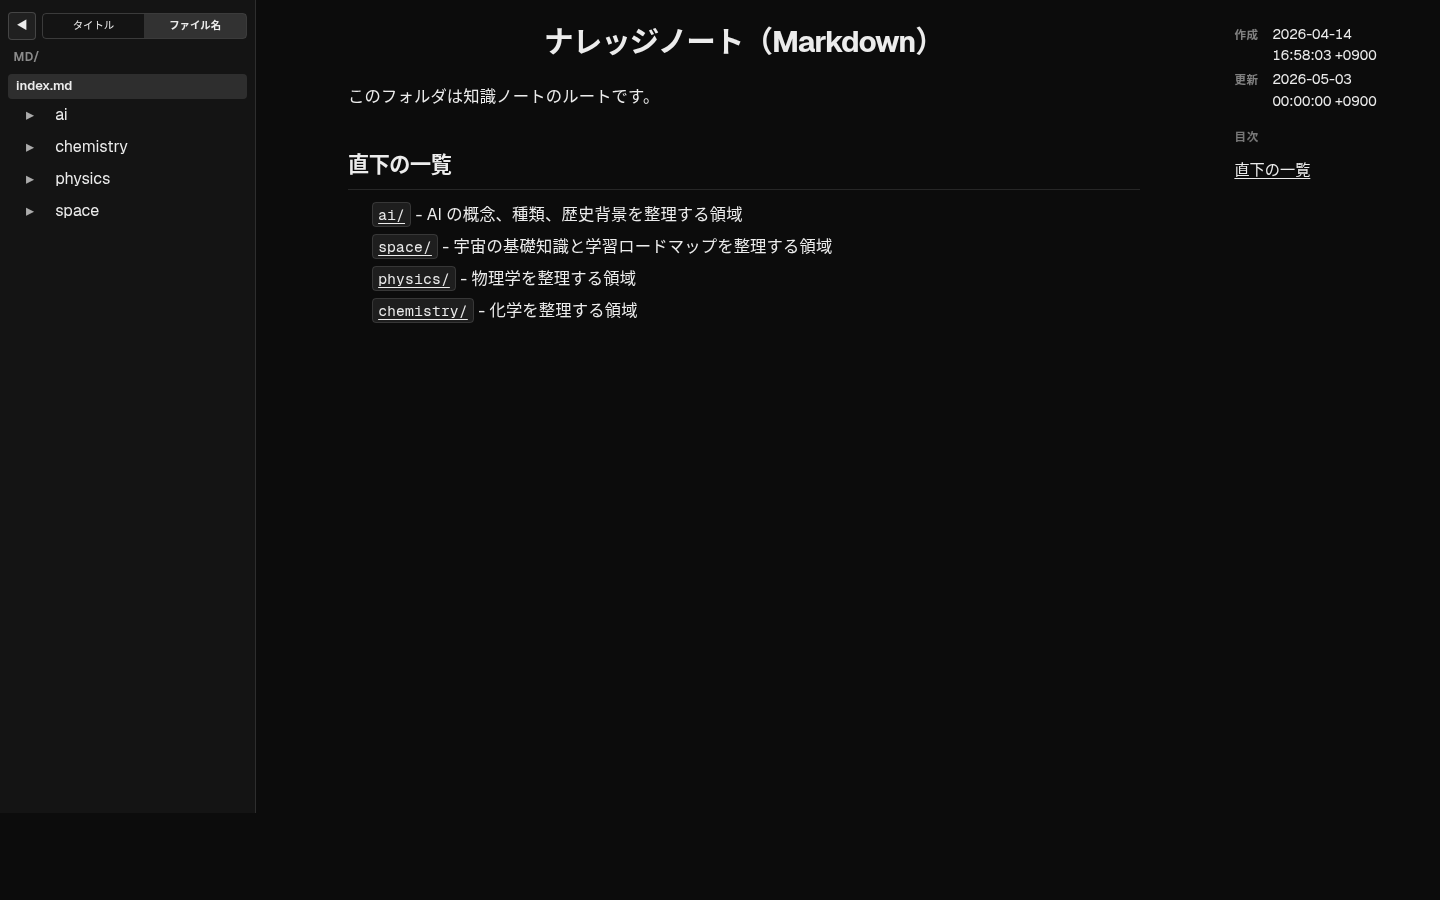 ◀ タイトル ファイル名
MD/
index.md
▶ ai
▶ chemistry
▶ physics
▶ space
ナレッジノート（Markdown）
このフォルダは知識ノートのルートです。
直下の一覧
ai/ - AI の概念、種類、歴史背景を整理する領域
space/ - 宇宙の基礎知識と学習ロードマップを整理する領域
physics/ - 物理学を整理する領域
chemistry/ - 化学を整理する領域
作成 2026-04-14
16:58:03 +0900
更新 2026-05-03
00:00:00 +0900
目次
直下の一覧